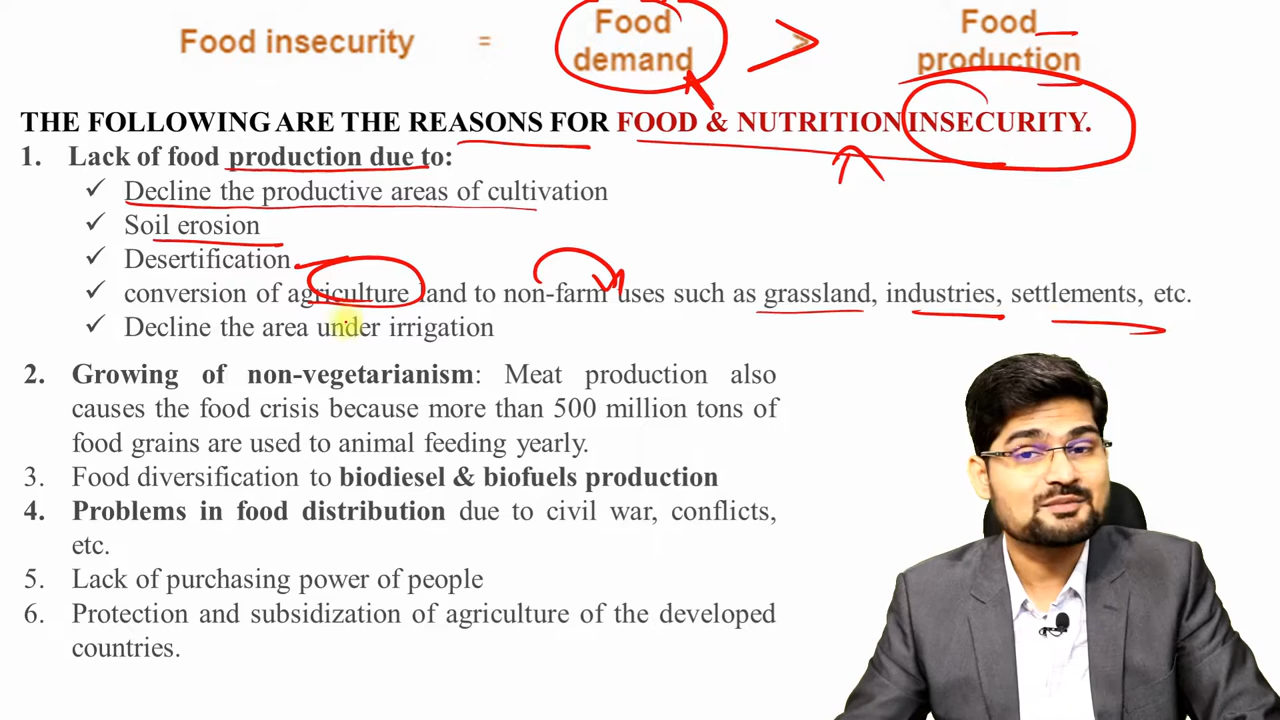 Food insecurity = Food demand > Food production
THE FOLLOWING ARE THE REASONS FOR FOOD & NUTRITION INSECURITY.
1. Lack of food production due to:
✓ Decline the productive areas of cultivation
✓ Soil erosion
✓ Desertification
✓ conversion of agriculture land to non-farm uses such as grassland, industries, settlements, etc.
✓ Decline the area under irrigation
2. Growing of non-vegetarianism: Meat production also
causes the food crisis because more than 500 million tons of
food grains are used to animal feeding yearly.
3. Food diversification to biodiesel & biofuels production
4. Problems in food distribution due to civil war, conflicts,
etc.
5. Lack of purchasing power of people
6. Protection and subsidization of agriculture of the developed
countries.